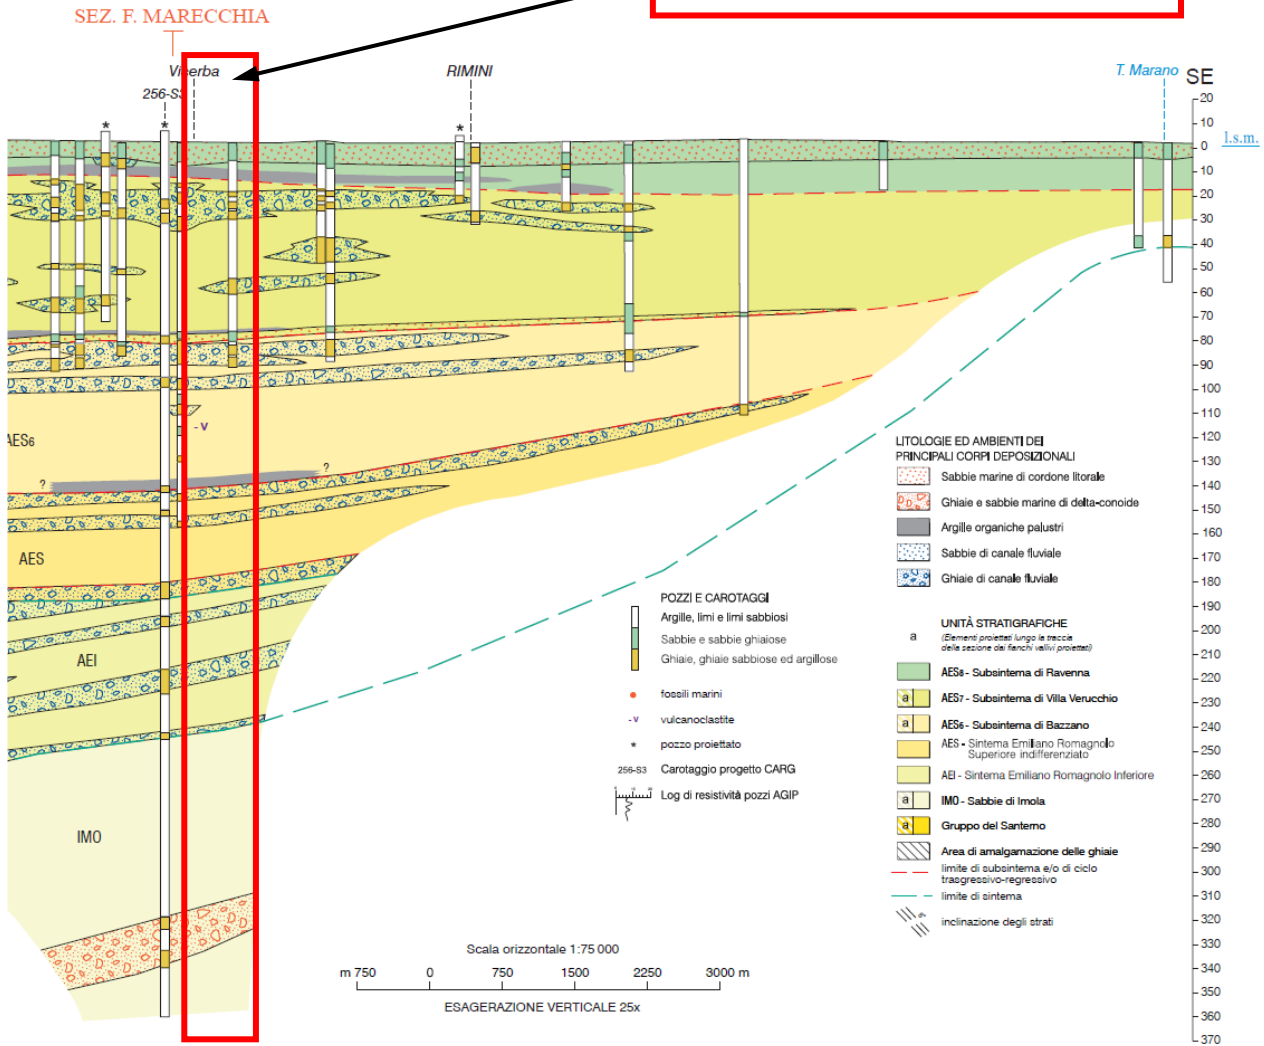 SEZ. F. MARECCHIA
Viserba
RIMINI
T. Marano
SE
256-S3
20
10
l.s.m.
0
10
20
30
40
50
60
70
80
90
100
110
120
130
140
150
160
170
180
190
200
210
220
230
240
250
260
270
280
290
300
310
320
330
340
350
360
370
*
*
*
AES6
- V
?
?
AES
AEI
IMO
LITOLOGIE ED AMBIENTI DEI
PRINCIPALI CORPI DEPOSIZIONALI
Sabbie marine di cordone litorale
Ghiaie e sabbie marine di delta-conoide
Argille organiche palustri
Sabbie di canale fluviale
Ghiaie di canale fluviale
POZZI E CAROTAGGI
Argille, limi e limi sabbiosi
Sabbie e sabbie ghiaiose
Ghiaie, ghiaie sabbiose ed argillose
fossili marini
- V vulcanoclastite
* pozzo proiettato
256-S3 Carotaggio progetto CARG
Log di resistività pozzi AGIP
UNITÀ STRATIGRAFICHE
a (Elementi proiettati lungo la traccia
della sezione dai fianchi vallivi proiettati)
AES8 - Subsintema di Ravenna
a AES7 - Subsintema di Villa Verucchio
a AES6 - Subsintema di Bazzano
AES - Sintema Emiliano Romagnolo
Superiore indifferenziato
AEI - Sintema Emiliano Romagnolo Inferiore
a IMO - Sabbie di Imola
a Gruppo del Santerno
Area di amalgamazione delle ghiaie
limite di subsintema e/o di ciclo
trasgressivo-regressivo
limite di sintema
inclinazione degli strati
Scala orizzontale 1:75 000
m 750 0 750 1500 2250 3000 m
ESAGERAZIONE VERTICALE 25x